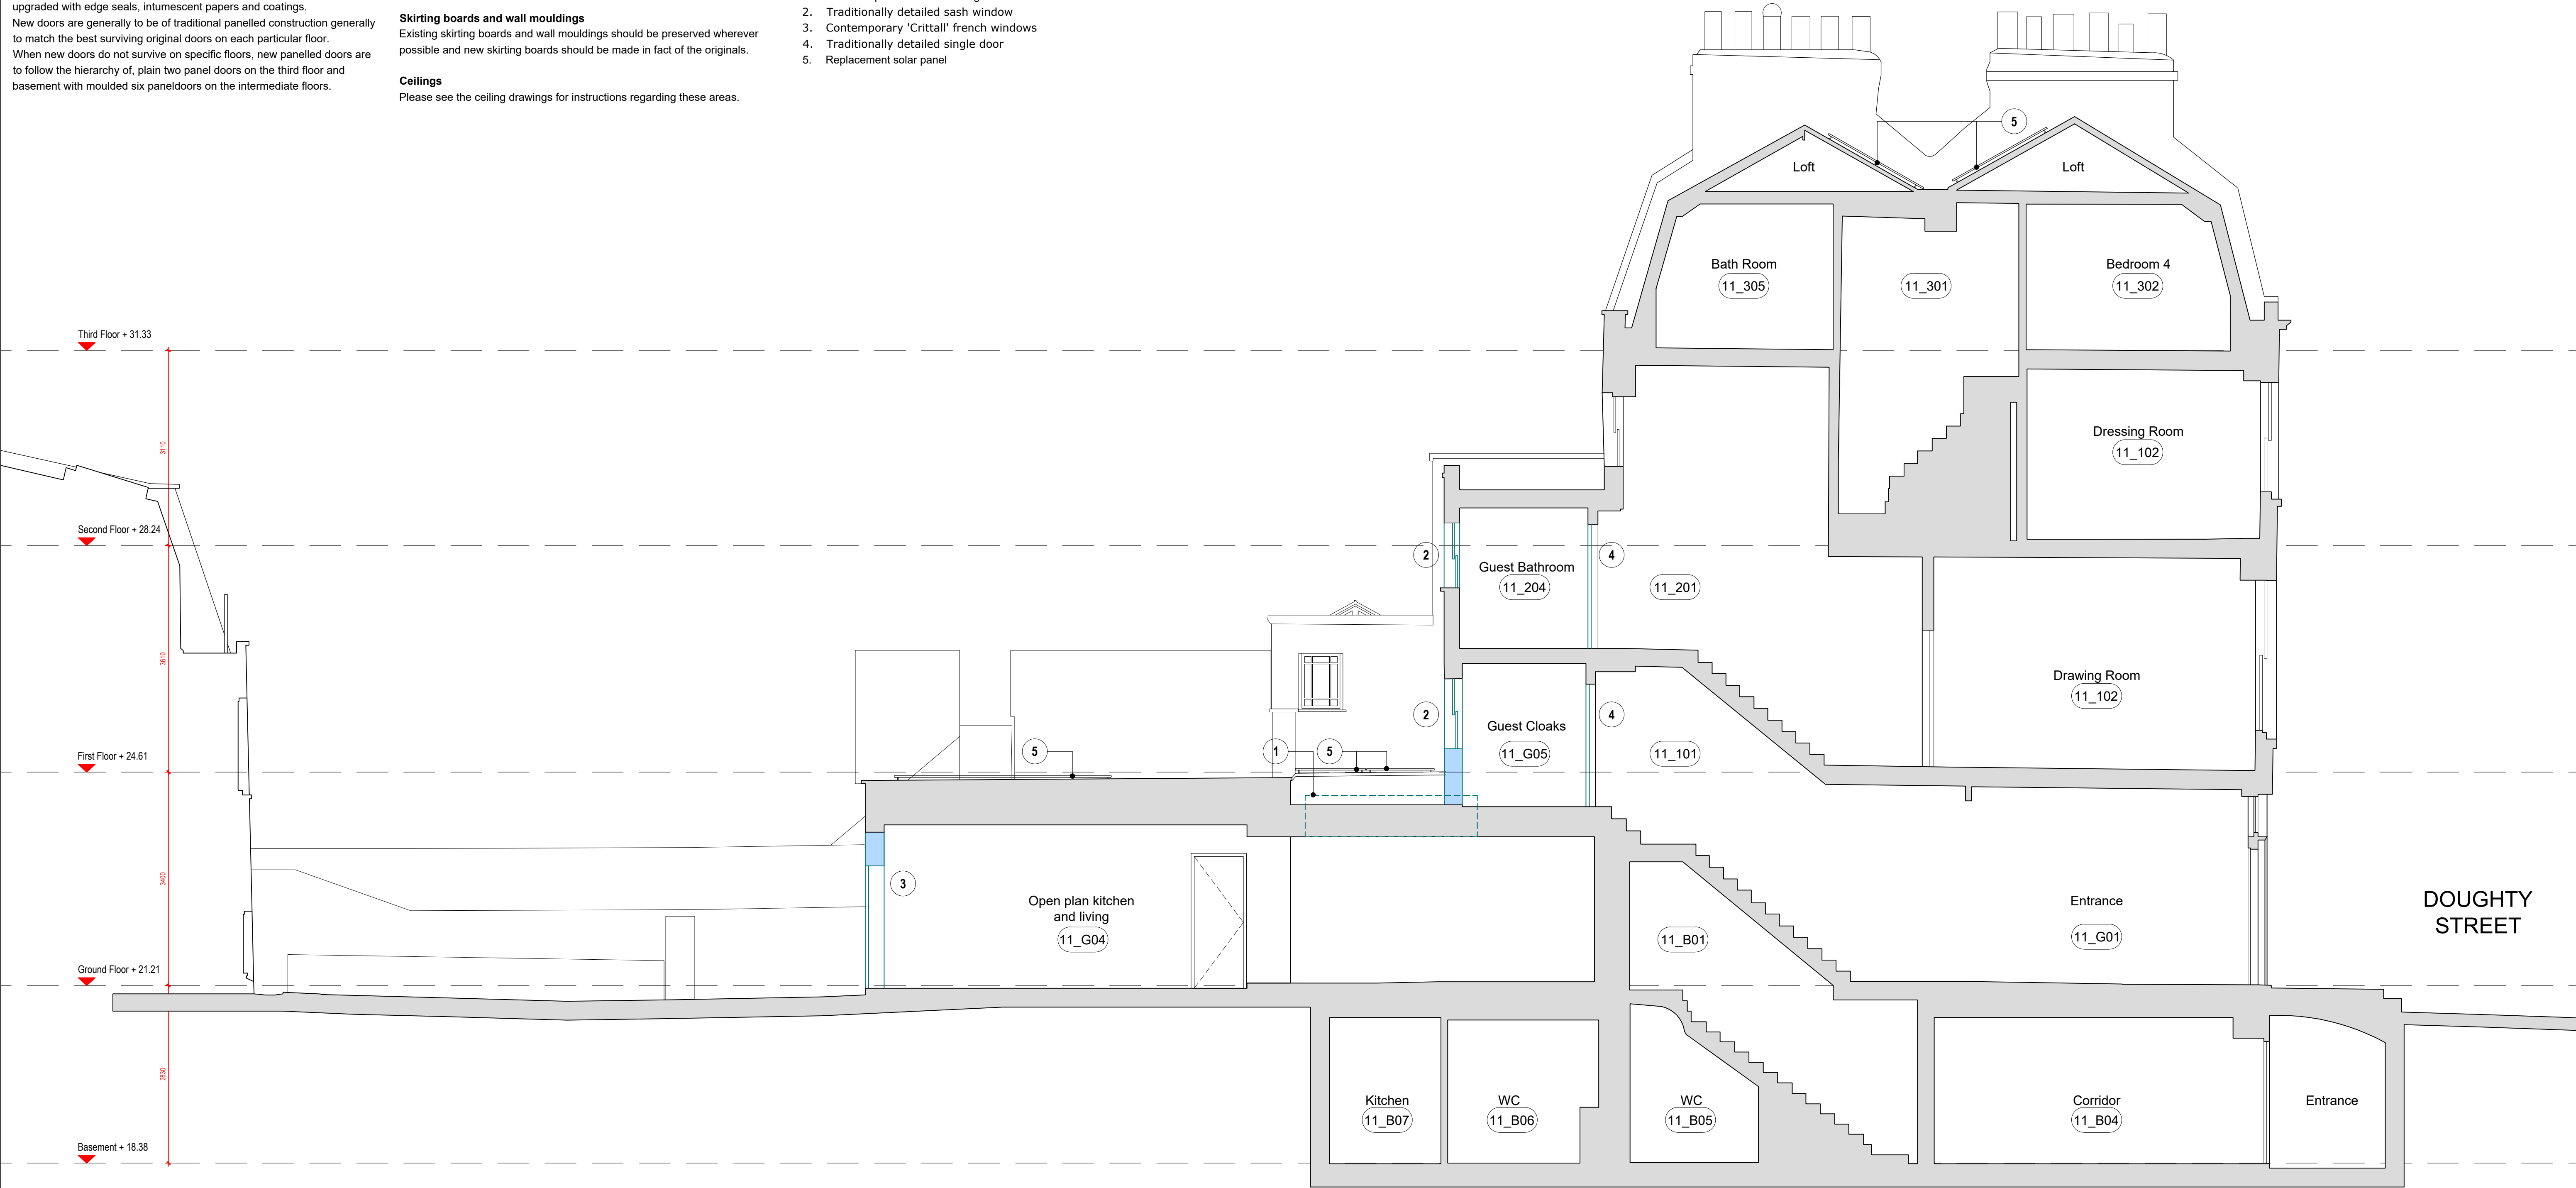 upgraded with edge seals, intumescent papers and coatings.
New doors are generally to be of traditional panelled construction generally
to match the best surviving original doors on each particular floor.
When new doors do not survive on specific floors, new panelled doors are
to follow the hierarchy of, plain two panel doors on the third floor and
basement with moulded six paneldoors on the intermediate floors.
Skirting boards and wall mouldings
Existing skirting boards and wall mouldings should be preserved wherever
possible and new skirting boards should be made in fact of the originals.
Ceilings
Please see the ceiling drawings for instructions regarding these areas.
2. Traditionally detailed sash window
3. Contemporary 'Crittall' french windows
4. Traditionally detailed single door
5. Replacement solar panel
5
Loft
Loft
Bath Room
11_305
11_301
Bedroom 4
11_302
Third Floor + 31.33
3110
Dressing Room
11_102
Second Floor + 28.24
2
Guest Bathroom
11_204
4
11_201
3610
Drawing Room
11_102
2
Guest Cloaks
11_G05
4
11_101
First Floor + 24.61
5
1
5
3400
3
Open plan kitchen
and living
11_G04
11_B01
Entrance
11_G01
DOUGHTY
STREET
Ground Floor + 21.21
2830
Kitchen
11_B07
WC
11_B06
WC
11_B05
Corridor
11_B04
Entrance
Basement + 18.38